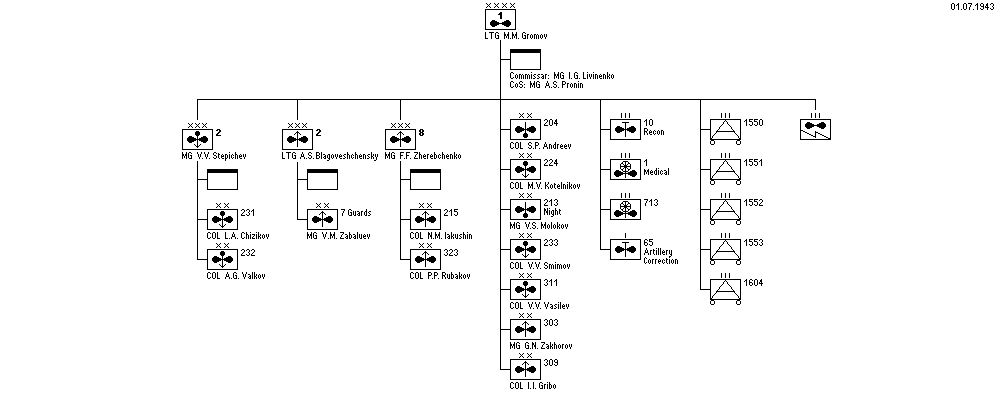 01.07.1943
XXXX
1
LTG M.M. Gromov
Commissar: MG I.G. Livinenko
CoS: MG A.S. Pronin
XXX
2
MG V.V. Stepichev
XX
231
COL L.A. Chizikov
XX
232
COL A.G. Valkov
XXX
2
LTG A.S.Blagoveshchensky
XX
7 Guards
MG V.M. Zabaluev
XXX
8
MG F.F. Zherebchenko
XX
215
COL N.M. Iakushin
XX
323
COL P.P. Rubakov
XX
204
COL S.P. Andreev
XX
224
COL M.V. Kotelnikov
XX
213
Night
MG V.S. Molokov
XX
233
COL V.V. Smirnov
XX
311
COL V.V. Vasilev
XX
303
MG G.N. Zakhorov
XX
309
COL I.I. Gribo
III
10
Recon
III
1
Medical
III
713
I
65
Artillery
Correction
III
1550
III
1551
III
1552
III
1553
III
1604
III